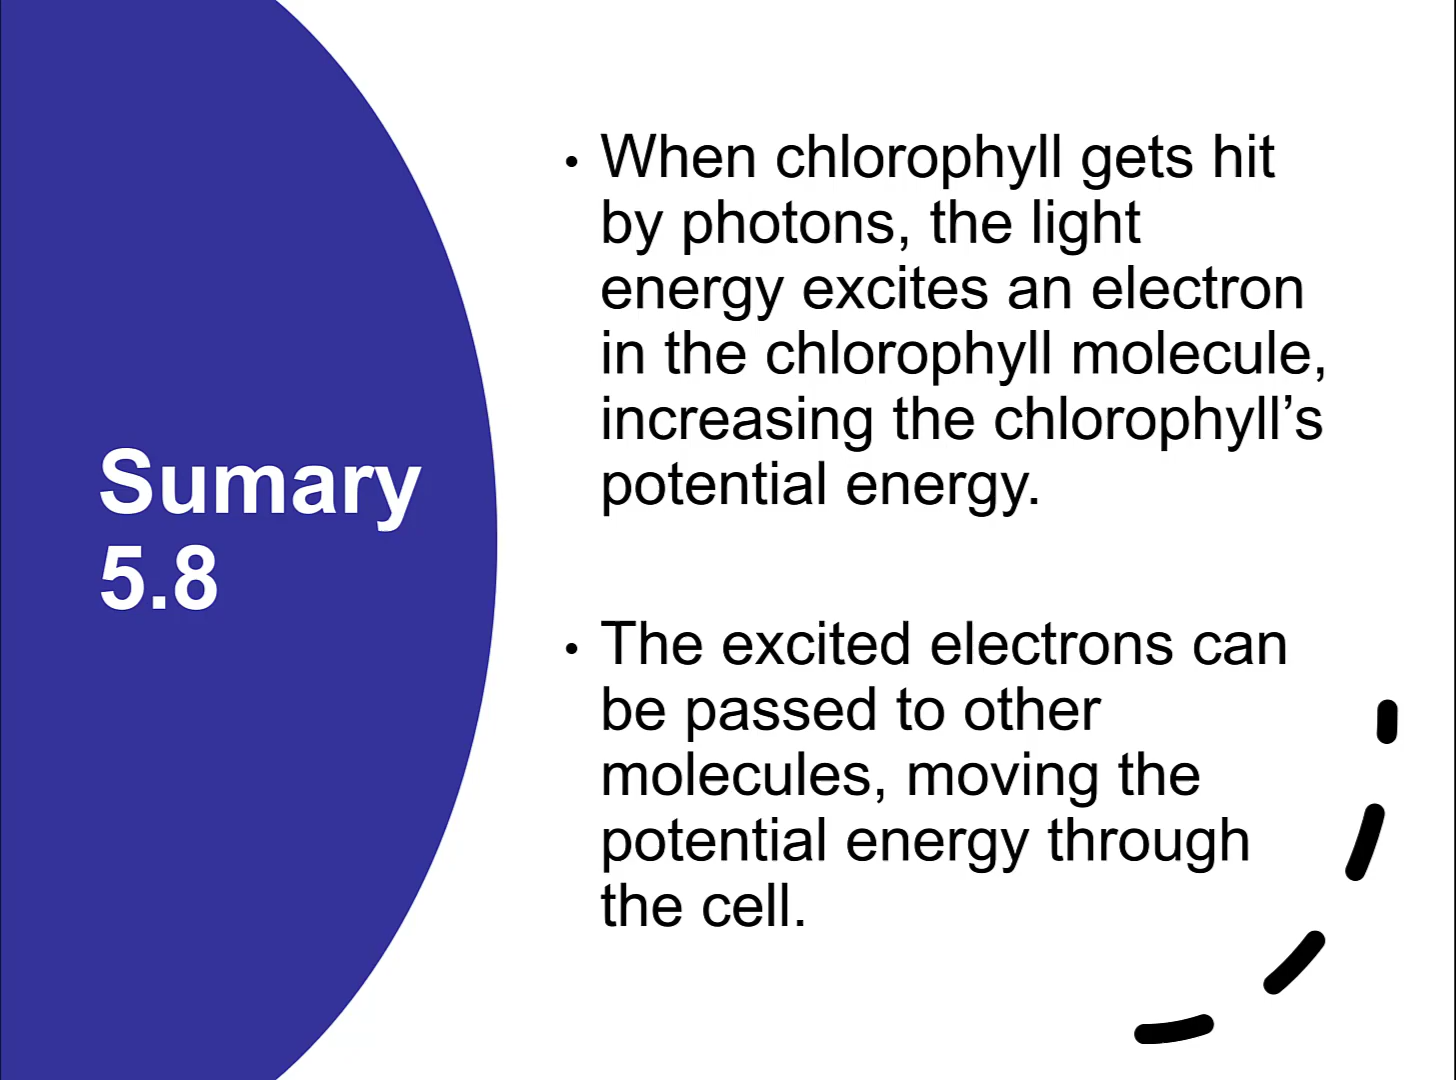 Sumary
5.8
• When chlorophyll gets hit
by photons, the light
energy excites an electron
in the chlorophyll molecule,
increasing the chlorophyll’s
potential energy.
• The excited electrons can
be passed to other
molecules, moving the
potential energy through
the cell.